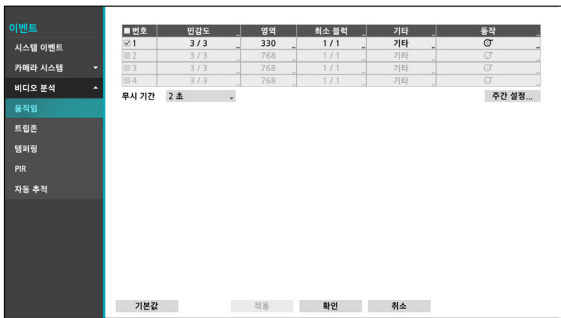 이벤트
시스템 이벤트
카메라 시스템
비디오 분석
움직임
트립존
탬퍼링
PIR
자동 추적
번호 민감도 영역 최소 블럭 기타 동작
1 3 / 3 330 1 / 1 기타
2 3 / 3 768 1 / 1 기타
3 3 / 3 768 1 / 1 기타
4 3 / 3 768 1 / 1 기타
무시 기간 2 초 주간 설정...
기본값 적용 확인 취소